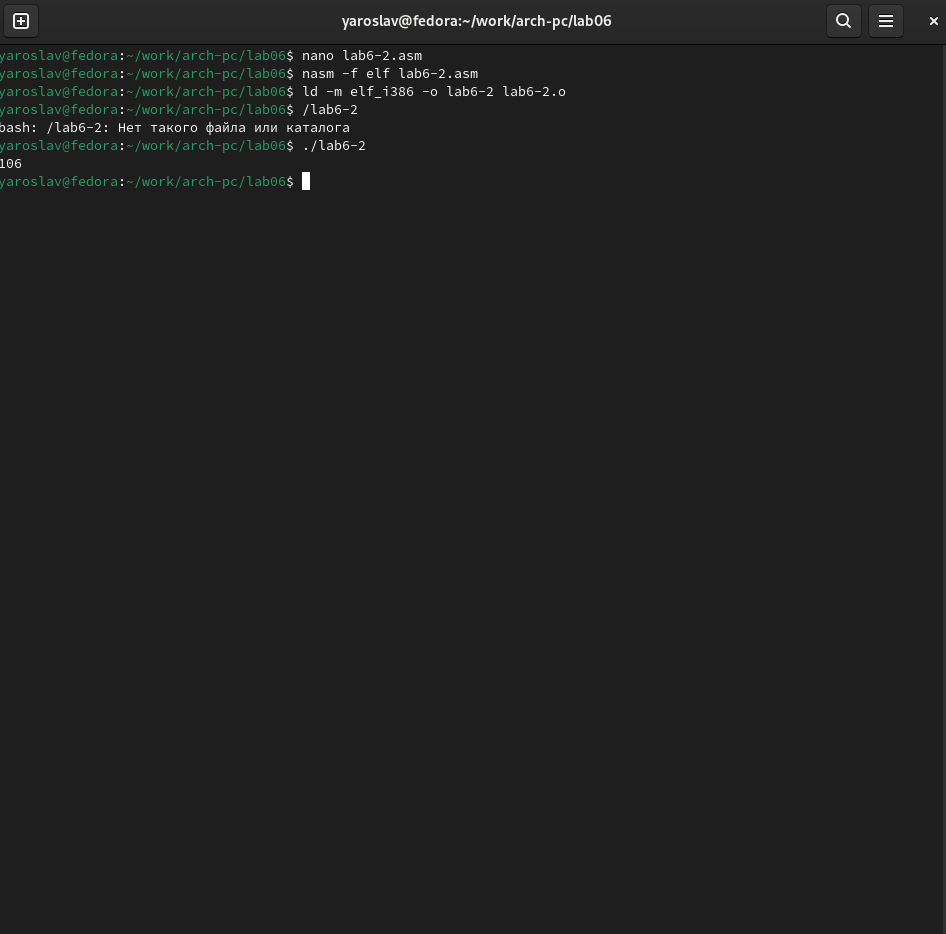 yaroslav@fedora:~/work/arch-pc/lab06
yaroslav@fedora:~/work/arch-pc/lab06$ nano lab6-2.asm
yaroslav@fedora:~/work/arch-pc/lab06$ nasm -f elf lab6-2.asm
yaroslav@fedora:~/work/arch-pc/lab06$ ld -m elf_i386 -o lab6-2 lab6-2.o
yaroslav@fedora:~/work/arch-pc/lab06$ /lab6-2
bash: /lab6-2: Нет такого файла или каталога
yaroslav@fedora:~/work/arch-pc/lab06$ ./lab6-2
106
yaroslav@fedora:~/work/arch-pc/lab06$